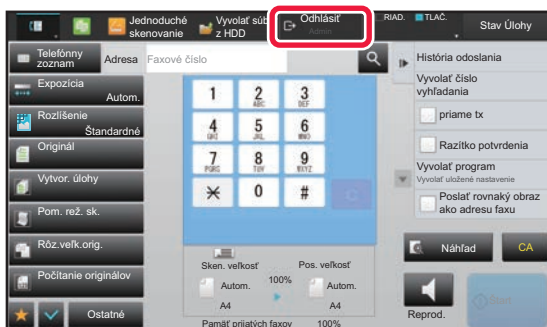 Jednoduché
skenovanie
Vyvolať súb
z HDD
Odhlásiť
Admin
RIAD.
TLAČ.
Stav Úlohy
Telefónny
zoznam
Adresa
Faxové číslo
Expozícia
Autom.
Rozlíšenie
Štandardné
Originál
Vytvor. úlohy
Pom. rež. sk.
Rôz.veľk.orig.
Počítanie originálov
Ostatné
1
2
ABC
3
DEF
4
GHI
5
JKL
6
MNO
7
PQRS
8
TUV
9
WXYZ
0
#
C
Sken. veľkosť
Pos. veľkosť
100%
Autom.
Autom.
A4
A4
Pamäť prijatých faxov
100%
História odoslania
Vyvolať číslo
vyhľadania
priame tx
Razítko potvrdenia
Vyvolať program
Vyvolať uložené nastavenie
Poslať rovnaký obraz
ako adresu faxu
Náhľad
CA
Reprod.
Start